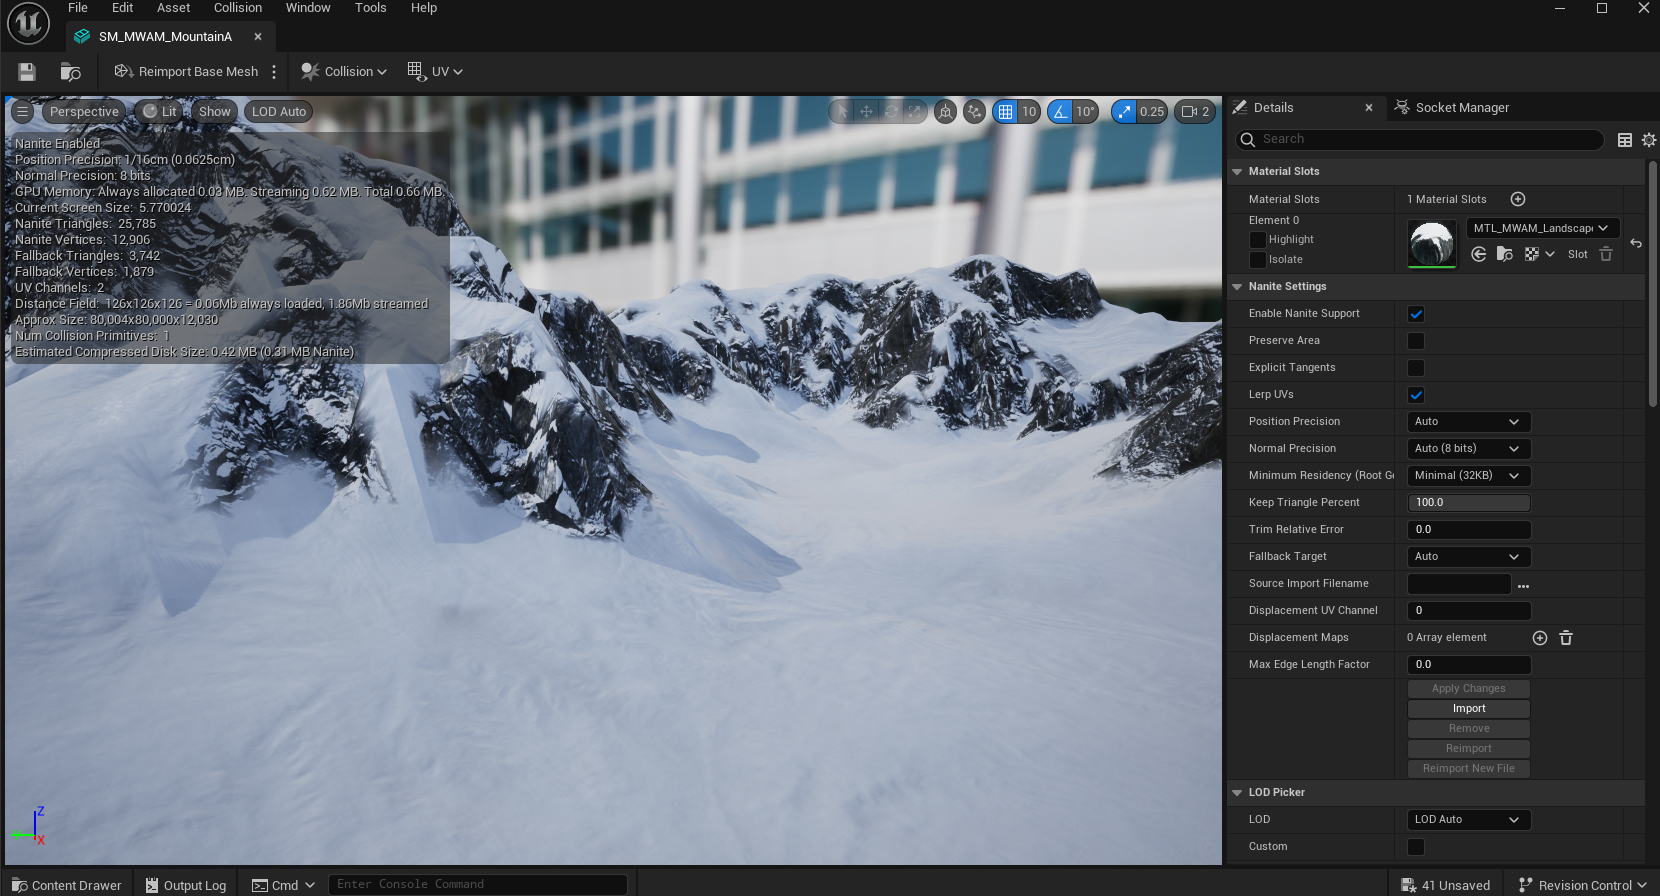 File Edit Asset Collision Window Tools Help
SM_MWAM_MountainA
Reimport Base Mesh Collision UV
Perspective Lit Show LOD Auto 10 10° 0.25 2
Nanite Enabled
Position Precision: 1/16cm (0.0625cm)
Normal Precision: 8 bits
GPU Memory: Always allocated 0.03 MB. Streaming 0.62 MB. Total 0.66 MB.
Current Screen Size: 5.770024
Nanite Triangles: 25,785
Nanite Vertices: 12,906
Fallback Triangles: 3,742
Fallback Vertices: 1,879
UV Channels: 2
Distance Field: 126x126x126 = 0.06Mb always loaded, 1.86Mb streamed
Approx Size: 80,004x80,000x12,030
Num Collision Primitives: 1
Estimated Compressed Disk Size: 0.42 MB (0.31 MB Nanite)
Z
X
Details Socket Manager
Search
Material Slots
Material Slots 1 Material Slots
Element 0
Highlight
Isolate
MTL_MWAM_Landscap
Slot
Nanite Settings
Enable Nanite Support
Preserve Area
Explicit Tangents
Lerp UVs
Position Precision Auto
Normal Precision Auto (8 bits)
Minimum Residency (Root Ge Minimal (32KB)
Keep Triangle Percent 100.0
Trim Relative Error 0.0
Fallback Target Auto
Source Import Filename ...
Displacement UV Channel 0
Displacement Maps 0 Array element
Max Edge Length Factor 0.0
Apply Changes
Import
Remove
Reimport
Reimport New File
LOD Picker
LOD LOD Auto
Custom
Content Drawer Output Log Cmd Enter Console Command 41 Unsaved Revision Control